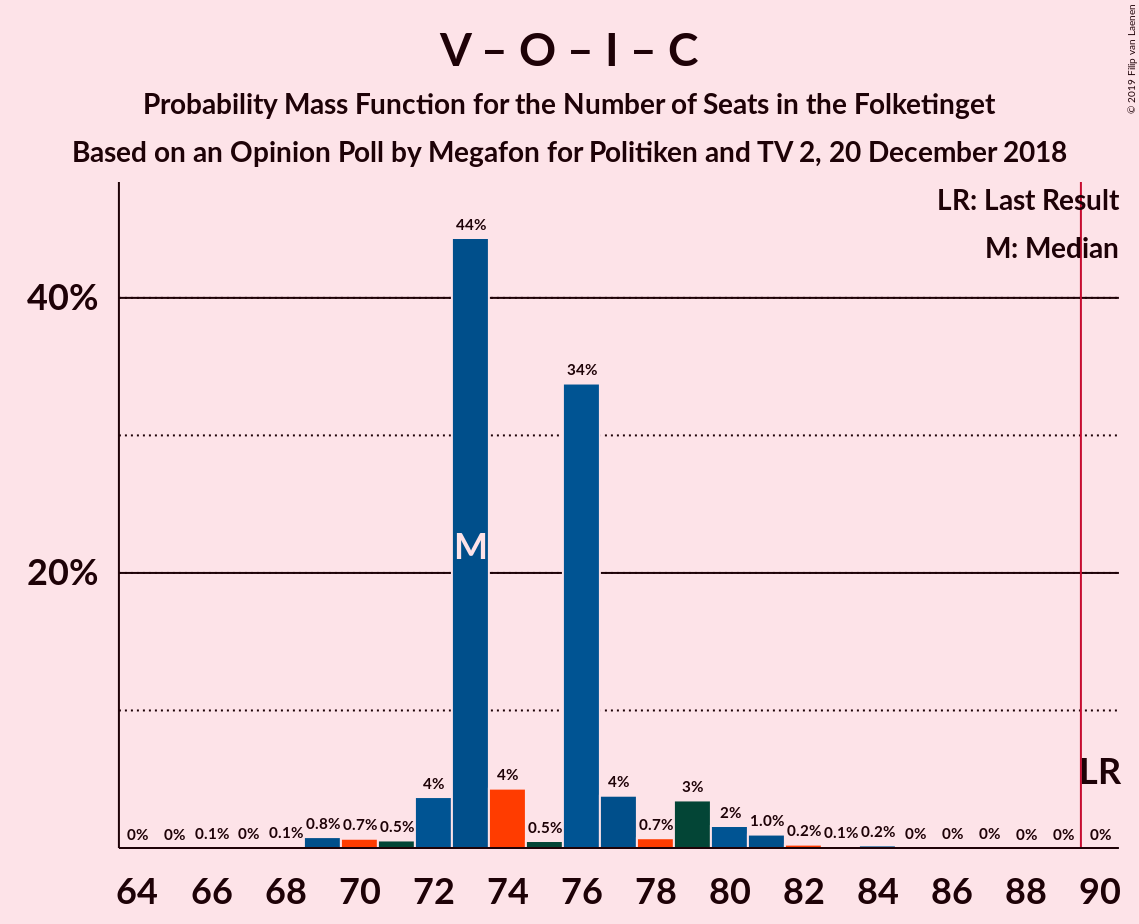 V – O – I – C
Probability Mass Function for the Number of Seats in the Folketinget
Based on an Opinion Poll by Megafon for Politiken and TV 2, 20 December 2018
© 2019 Filip van Laenen
LR: Last Result
M: Median
40%
20%
0% 0% 0.1% 0% 0.1% 0.8% 0.7% 0.5% 4% 44% 4% 0.5% 34% 4% 0.7% 3% 2% 1.0% 0.2% 0.1% 0.2% 0% 0% 0% 0% 0% 0%
M
LR
64 66 68 70 72 74 76 78 80 82 84 86 88 90